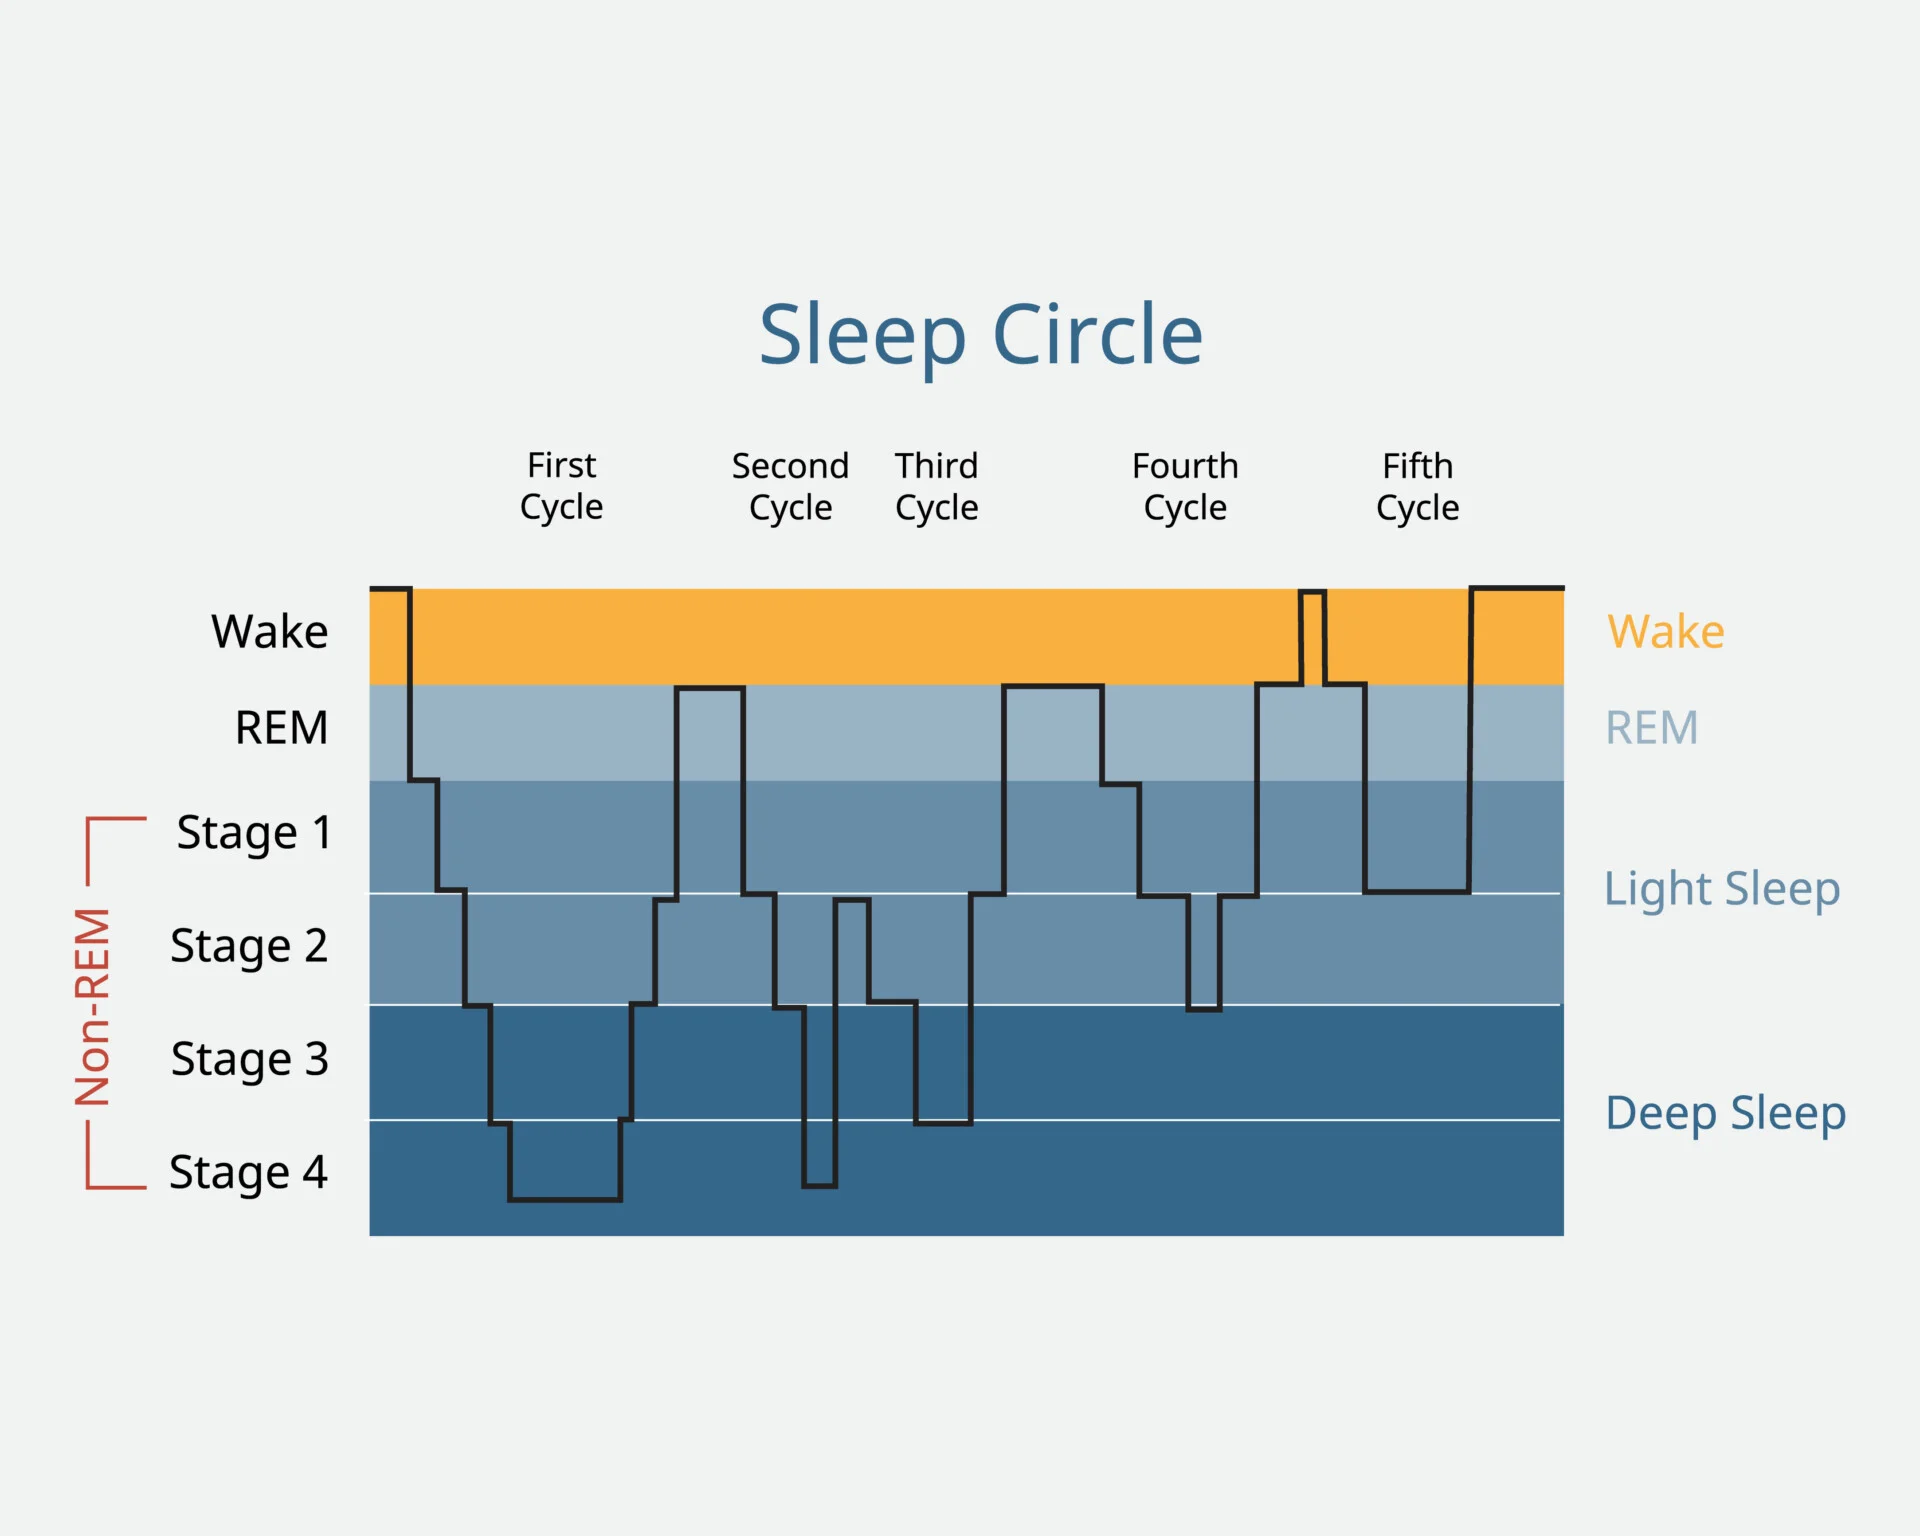 Sleep Circle
First
Cycle
Second
Cycle
Third
Cycle
Fourth
Cycle
Fifth
Cycle
Wake
REM
Stage 1
Stage 2
Stage 3
Stage 4
Non-REM
Wake
REM
Light Sleep
Deep Sleep